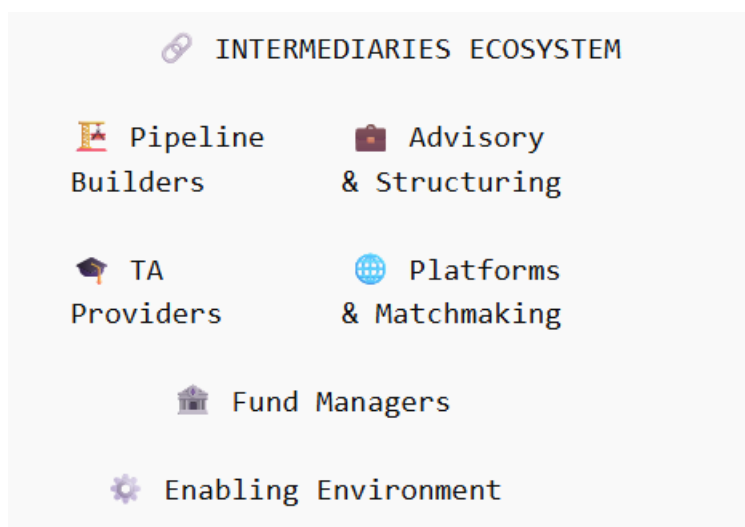 🔗 INTERMEDIARIES ECOSYSTEM
🏗️ Pipeline 💼 Advisory
Builders & Structuring
🎓 TA 🌐 Platforms
Providers & Matchmaking
🏛️ Fund Managers
⚙️ Enabling Environment